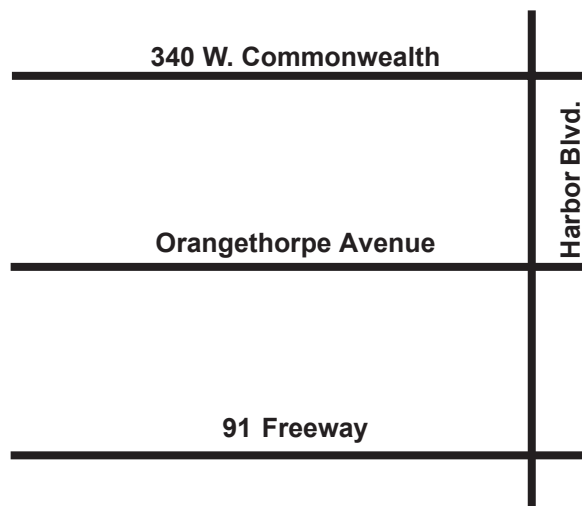 340 W. Commonwealth
Harbor Blvd.
Orangethorpe Avenue
91 Freeway